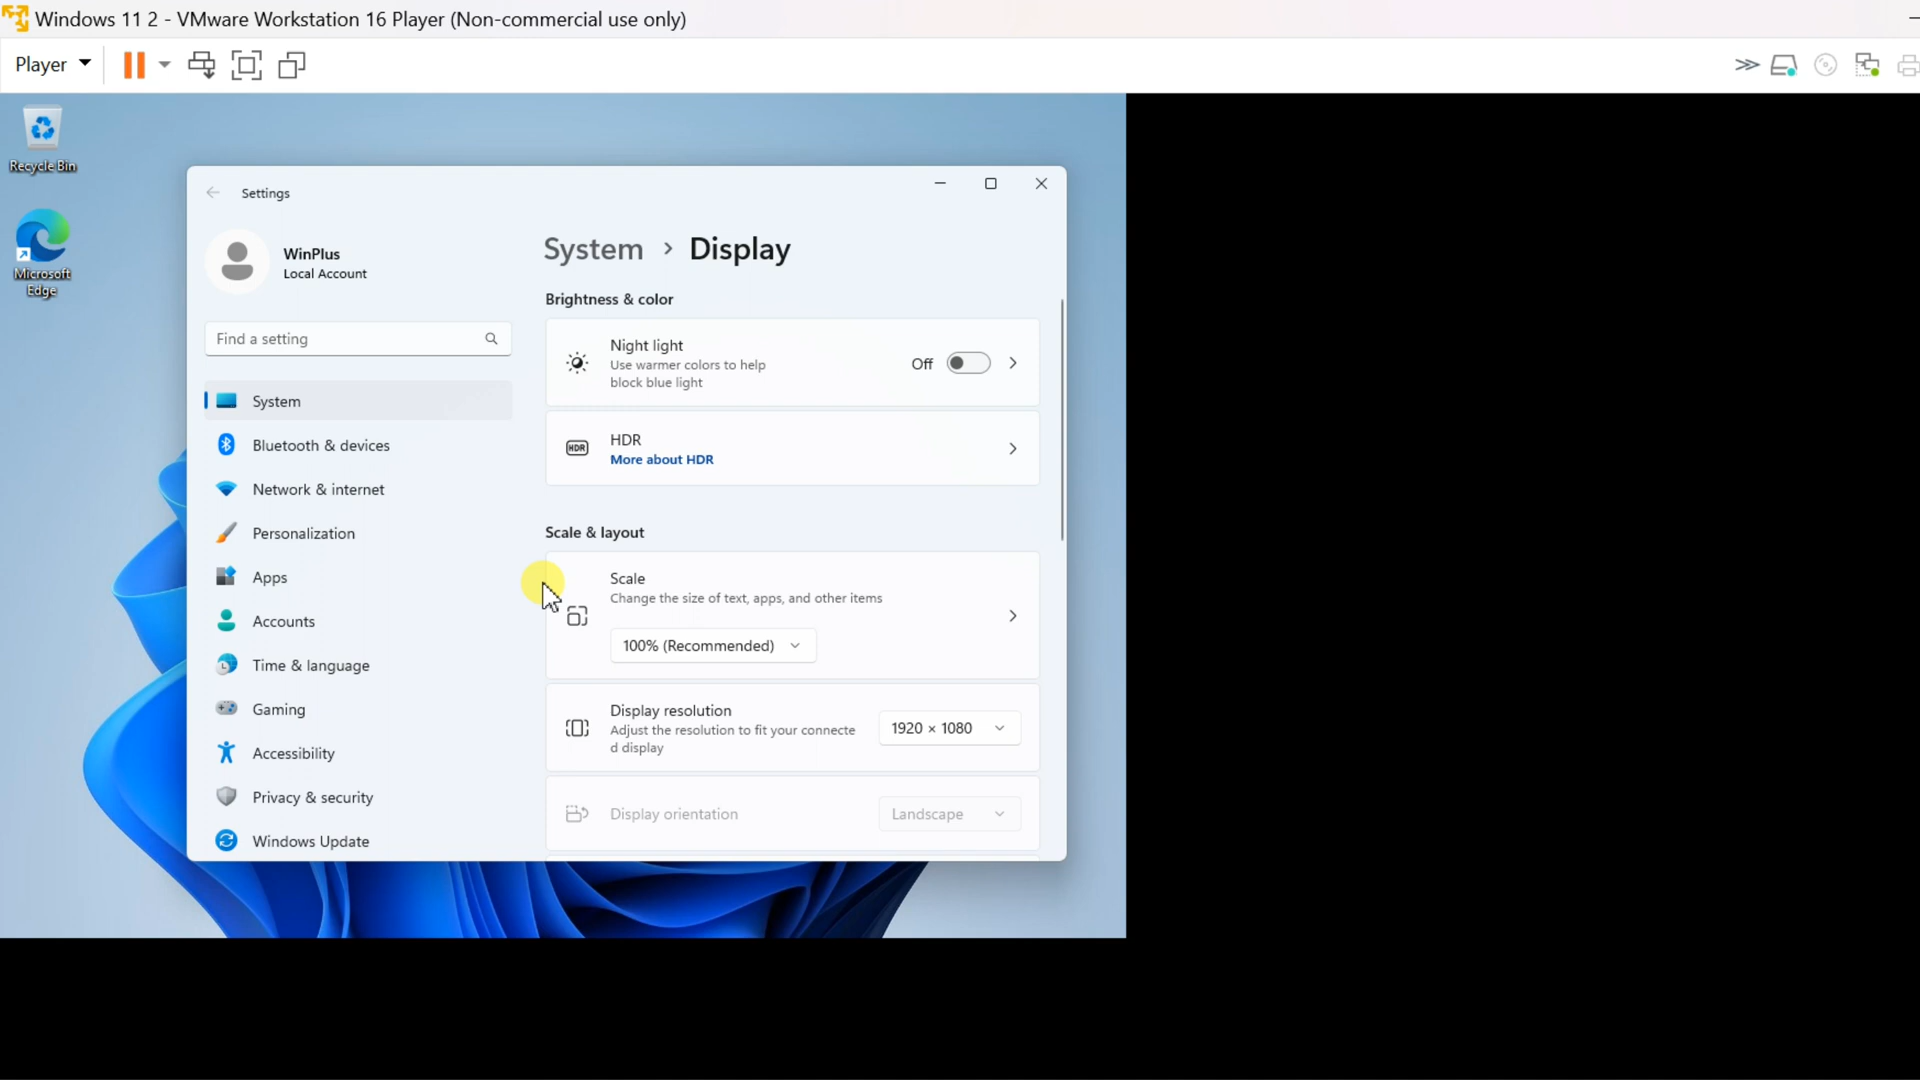 Windows 11 2 - VMware Workstation 16 Player (Non-commercial use only)
Player
Recycle Bin
Microsoft
Edge
Settings
WinPlus
Local Account
Find a setting
System
Bluetooth & devices
Network & internet
Personalization
Apps
Accounts
Time & language
Gaming
Accessibility
Privacy & security
Windows Update
System > Display
Brightness & color
Night light
Use warmer colors to help
block blue light
Off
HDR
HDR
More about HDR
Scale & layout
Scale
Change the size of text, apps, and other items
100% (Recommended)
Display resolution
Adjust the resolution to fit your connecte
d display
1920 × 1080
Display orientation
Landscape